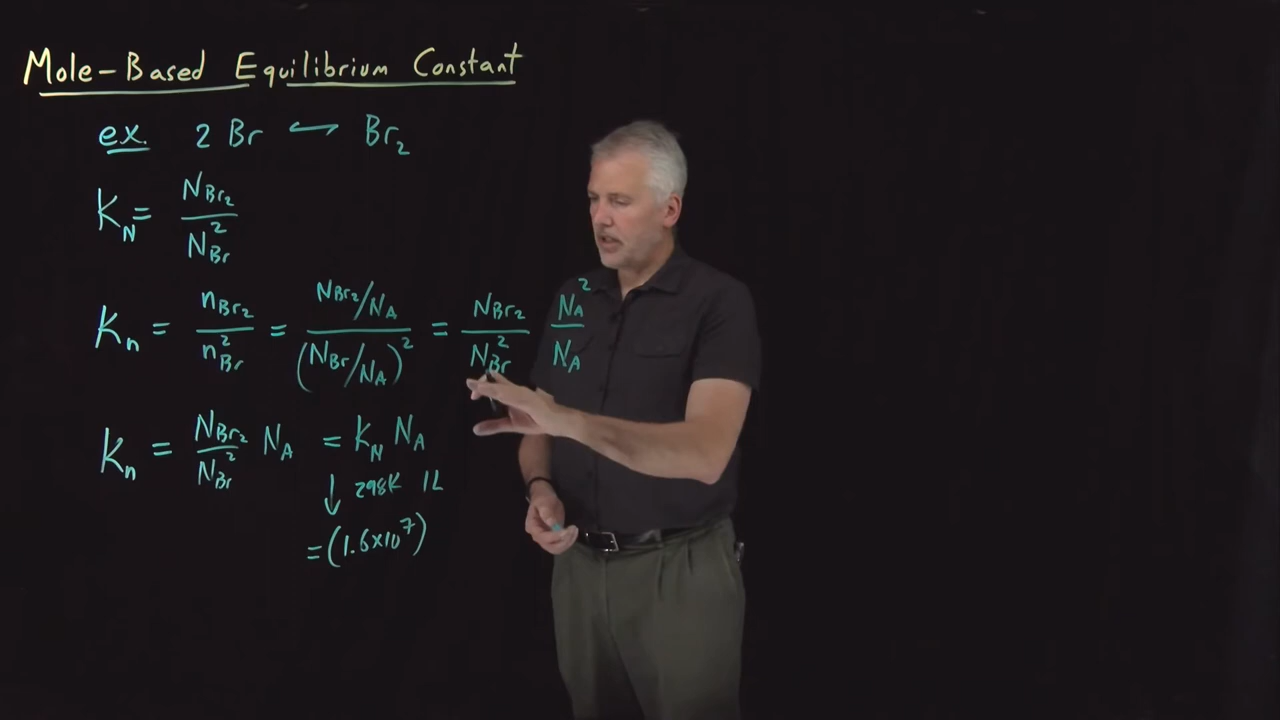 Mole-Based Equilibrium Constant
ex. 2 Br ⇌ Br₂
K_N = N_Br₂ / N_Br²
K_n = n_Br₂ / n_Br² = (N_Br₂/N_A) / (N_Br/N_A)² = N_Br₂ / N_Br² N_A² / N_A
K_n = N_Br₂ / N_Br² N_A = K_N N_A
↓ 298K 1L
= (1.6×10⁷)